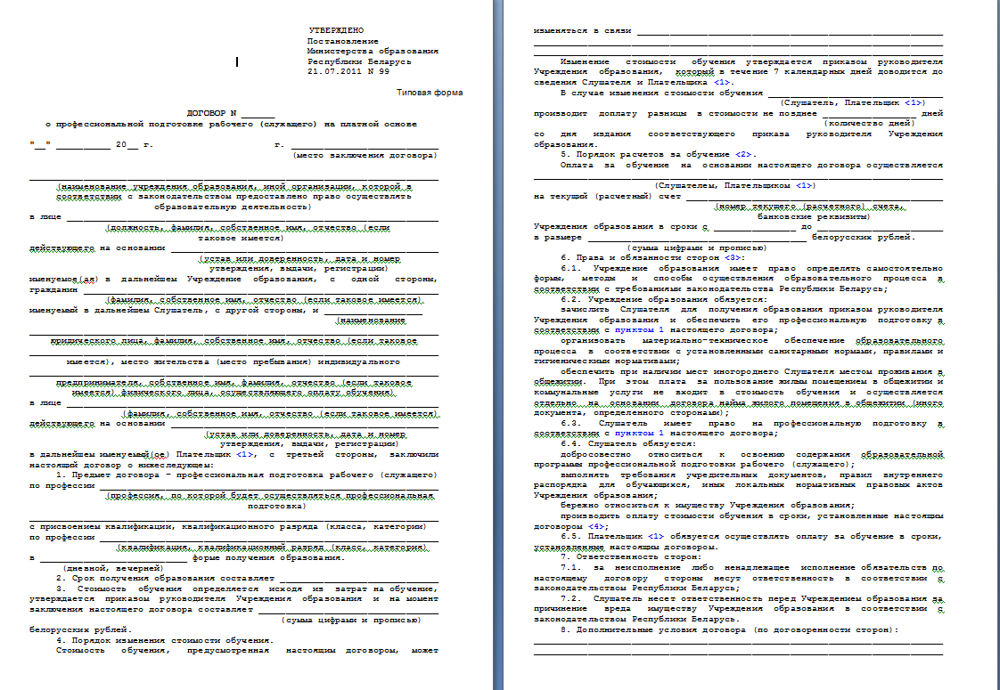 УТВЕРЖДЕНО
Постановление
Министерства образования
Республики Беларусь
21.07.2011 N 99
Типовая форма
ДОГОВОР N ______
о профессиональной подготовке рабочего (служащего) на платной основе
"__" __________ 20__ г. г. ___________________________
(место заключения договора)
____________________________________________________________
(наименование учреждения образования, иной организации, которой в
соответствии с законодательством предоставлено право осуществлять
образовательную деятельность)
в лице ______________________________________________________
(должность, фамилия, собственное имя, отчество (если
таковое имеется)
действующего на основании _______________________________________
(устав или доверенность, дата и номер
утверждения, выдачи, регистрации)
именуемое(ая) в дальнейшем Учреждение образования, с одной стороны,
гражданин ____________________________________________________
(фамилия, собственное имя, отчество (если таковое имеется)
именуемый в дальнейшем Слушатель, с другой стороны, и __________________
(наименование
____________________________________________________________
юридического лица, фамилия, собственное имя, отчество (если таковое
____________________________________________________________
имеется), место жительства (место пребывания) индивидуального
____________________________________________________________
предпринимателя, собственное имя, фамилия, отчество (если таковое
имеется) физического лица, осуществляющего оплату обучения)
в лице ______________________________________________________
(фамилия, собственное имя, отчество (если таковое имеется)
действующего на основании _______________________________________
(устав или доверенность, дата и номер
утверждения, выдачи, регистрации)
в дальнейшем именуемый(ое) Плательщик <1>, с третьей стороны, заключили
настоящий договор о нижеследующем:
1. Предмет договора - профессиональная подготовка рабочего (служащего)
по профессии __________________________________________________
(профессия, по которой будет осуществляться профессиональная
подготовка)
____________________________________________________________
с присвоением квалификации, квалификационного разряда (класса, категории)
по профессии __________________________________________________
(квалификация, квалификационный разряд (класс, категория)
в ___________________________ форме получения образования.
(дневной, вечерней)
2. Срок получения образования составляет _____________________________
3. Стоимость обучения определяется исходя из затрат на обучение,
утверждается приказом руководителя Учреждения образования и на момент
заключения настоящего договора составляет _________________________________
(сумма цифрами и прописью)
белорусских рублей.
4. Порядок изменения стоимости обучения.
Стоимость обучения, предусмотренная настоящим договором, может
изменяться в связи ________________________________________________________
____________________________________________________________
____________________________________________________________
Изменение стоимости обучения утверждается приказом руководителя
Учреждения образования, который в течение 7 календарных дней доводится до
сведения Слушателя и Плательщика <1>.
В случае изменения стоимости обучения ________________________________
(Слушатель, Плательщик <1>)
производит доплату разницы в стоимости не позднее _________________ дней
(количество дней)
со дня издания соответствующего приказа руководителя Учреждения
образования.
5. Порядок расчетов за обучение <2>.
Оплата за обучение на основании настоящего договора осуществляется
____________________________________________________________
(Слушателем, Плательщиком <1>)
на текущий (расчетный) счет _______________________________________________
(номер текущего (расчетного) счета,
банковские реквизиты)
Учреждения образования в сроки с _______________ до _______________________
в размере ________________________________________ белорусских рублей.
(сумма цифрами и прописью)
6. Права и обязанности сторон <3>:
6.1. Учреждение образования имеет право определять самостоятельно
формы, методы и способы осуществления образовательного процесса в
соответствии с требованиями законодательства Республики Беларусь;
6.2. Учреждение образования обязуется:
зачислить Слушателя для получения образования приказом руководителя
Учреждения образования и обеспечить его профессиональную подготовку в
соответствии с пунктом 1 настоящего договора;
организовать материально-техническое обеспечение образовательного
процесса в соответствии с установленными санитарными нормами, правилами и
гигиеническими нормативами;
обеспечить при наличии мест иногороднего Слушателя местом проживания в
общежитии. При этом плата за пользование жилым помещением в общежитии и
коммунальные услуги не входит в стоимость обучения и осуществляется
отдельно на основании договора найма жилого помещения в общежитии (иного
документа, определенного сторонами);
6.3. Слушатель имеет право на профессиональную подготовку в
соответствии с пунктом 1 настоящего договора;
6.4. Слушатель обязуется:
добросовестно относиться к освоению содержания образовательной
программы профессиональной подготовки рабочего (служащего);
выполнять требования учредительных документов, правил внутреннего
распорядка для обучающихся, иных локальных нормативных правовых актов
Учреждения образования;
бережно относиться к имуществу Учреждения образования;
производить оплату стоимости обучения в сроки, установленные настоящим
договором <4>;
6.5. Плательщик <1> обязуется осуществлять оплату за обучение в сроки,
установленные настоящим договором.
7. Ответственность сторон:
7.1. за неисполнение либо ненадлежащее исполнение обязательств по
настоящему договору стороны несут ответственность в соответствии с
законодательством Республики Беларусь;
7.2. Слушатель несет ответственность перед Учреждением образования за
причинение вреда имуществу Учреждения образования в соответствии с
законодательством Республики Беларусь.
8. Дополнительные условия договора (по договоренности сторон):
____________________________________________________________
____________________________________________________________